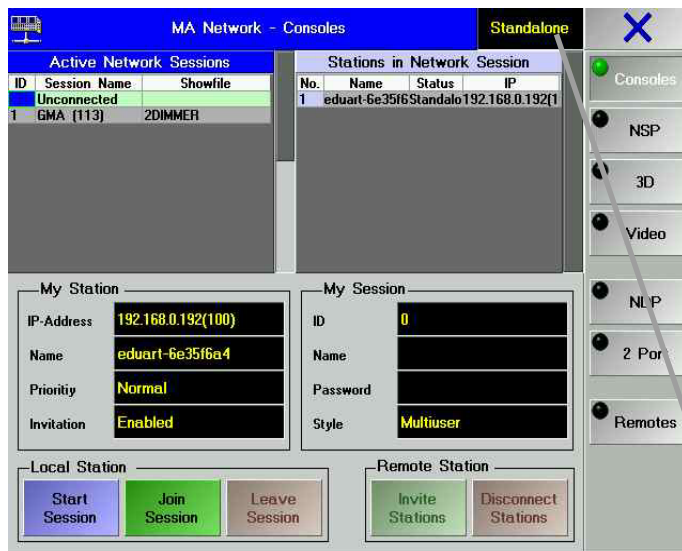 MA Network - Consoles
Standalone
Active Network Sessions
ID Session Name Showfile
Unconnected
1 GMA (113) 2DIMMER
Stations in Network Session
No. Name Status IP
1 eduart-6e35f6 Standalo 192.168.0.192(1
Consoles
NSP
3D
Video
NDP
2 Port
Remotes
My Station
IP-Address 192.168.0.192(100)
Name eduart-6e35f6a4
Prioritiy Normal
Invitation Enabled
My Session
ID 0
Name
Password
Style Multiuser
Local Station
Start Session
Join Session
Leave Session
Remote Station
Invite Stations
Disconnect Stations